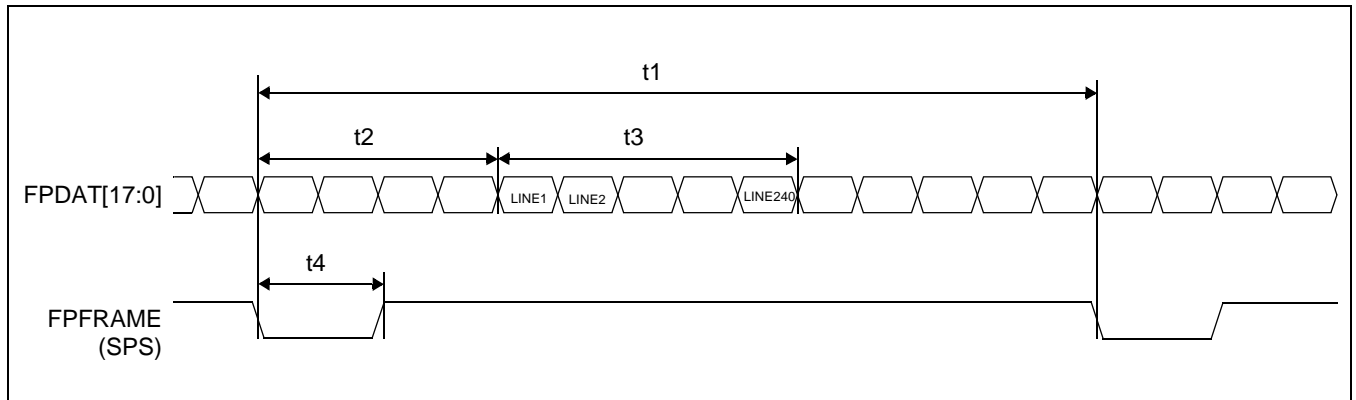 t1
t2
t3
FPDAT[17:0]
LINE1
LINE2
LINE240
t4
FPFRAME
(SPS)